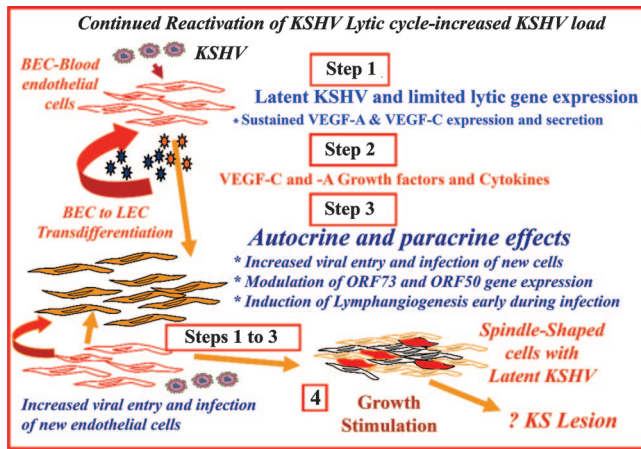 Continued Reactivation of KSHV Lytic cycle-increased KSHV load
KSHV
BEC-Blood
endothelial
cells
Step 1
Latent KSHV and limited lytic gene expression
* Sustained VEGF-A & VEGF-C expression and secretion
Step 2
VEGF-C and -A Growth factors and Cytokines
BEC to LEC
Transdifferentiation
Step 3
Autocrine and paracrine effects
* Increased viral entry and infection of new cells
* Modulation of ORF73 and ORF50 gene expression
* Induction of Lymphangiogenesis early during infection
Steps 1 to 3
Spindle-Shaped
cells with
Latent KSHV
Increased viral entry and infection
of new endothelial cells
4
Growth
Stimulation
? KS Lesion